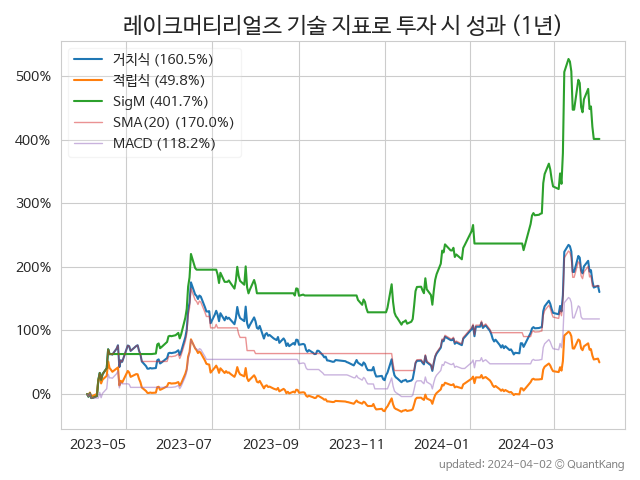 레이크머티리얼즈 기술 지표로 투자 시 성과 (1년)
거치식 (160.5%)
적립식 (49.8%)
SigM (401.7%)
SMA(20) (170.0%)
MACD (118.2%)
500%
400%
300%
200%
100%
0%
2023-05 2023-07 2023-09 2023-11 2024-01 2024-03
updated: 2024-04-02 © QuantKang